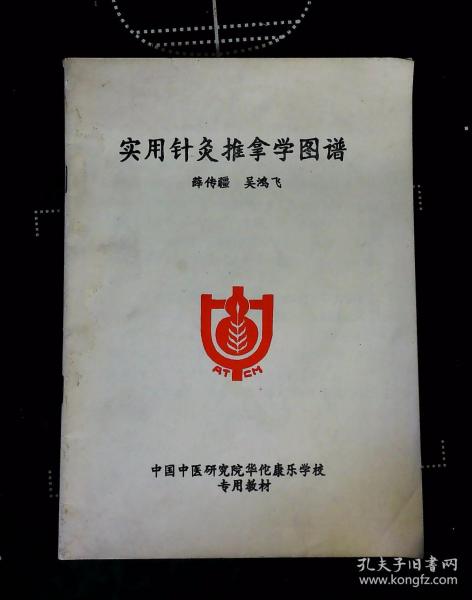 实用针灸推拿学图谱
薛传疆 吴鸿飞
ATCM
中国中医研究院华佗康乐学校
专用教材
孔夫子旧书网
www.kongfz.com